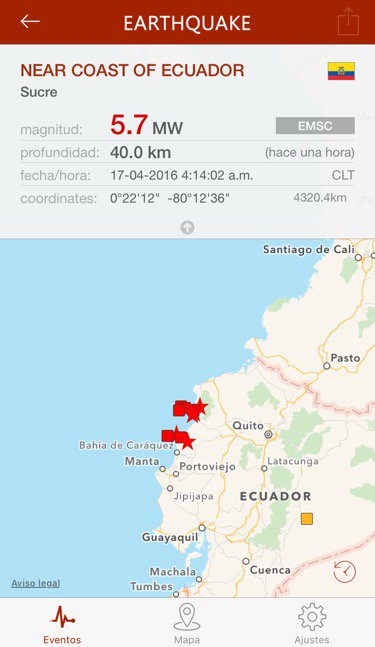 EARTHQUAKE
NEAR COAST OF ECUADOR
Sucre
magnitud: 5.7 MW EMSC
profundidad: 40.0 km (hace una hora)
fecha/hora: 17-04-2016 4:14:02 a.m. CLT
coordinates: 0°22'12" -80°12'36" 4320.4km
Santiago de Cali
Pasto
Quito
Bahía de Caráquez
Manta
Portoviejo
Latacunga
Jipijapa
ECUADOR
Guayaquil
Cuenca
Machala
Tumbes
Aviso legal
Eventos Mapa Ajustes